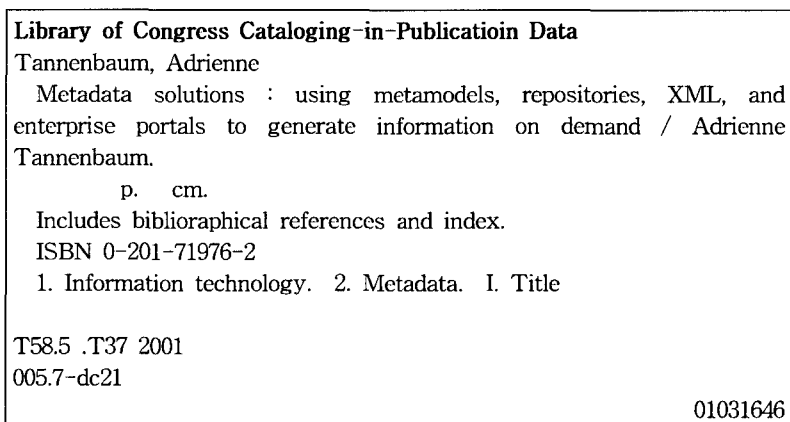 Library of Congress Cataloging-in-Publicatioin Data
Tannenbaum, Adrienne
Metadata solutions : using metamodels, repositories, XML, and
enterprise portals to generate information on demand / Adrienne
Tannenbaum.
p. cm.
Includes biblioraphical references and index.
ISBN 0-201-71976-2
1. Information technology. 2. Metadata. I. Title
T58.5 .T37 2001
005.7-dc21
01031646